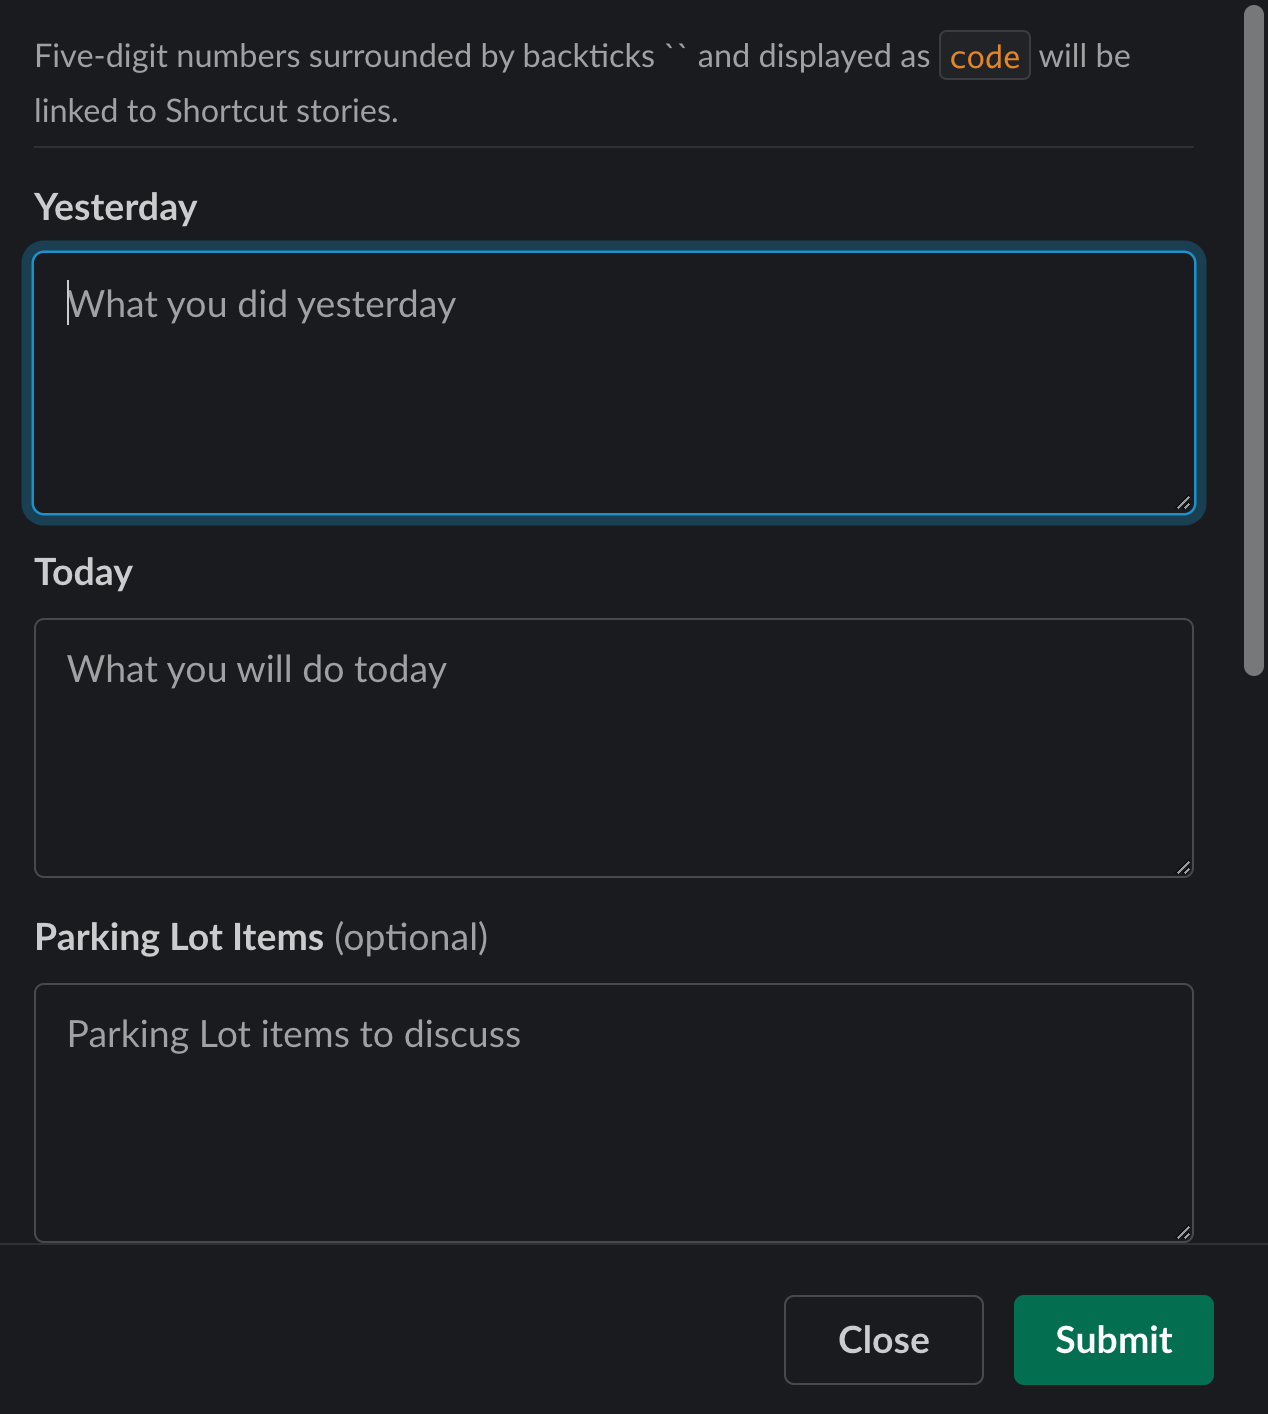 Five-digit numbers surrounded by backticks `` and displayed as code will be
linked to Shortcut stories.
Yesterday
What you did yesterday
Today
What you will do today
Parking Lot Items (optional)
Parking Lot items to discuss
Close Submit